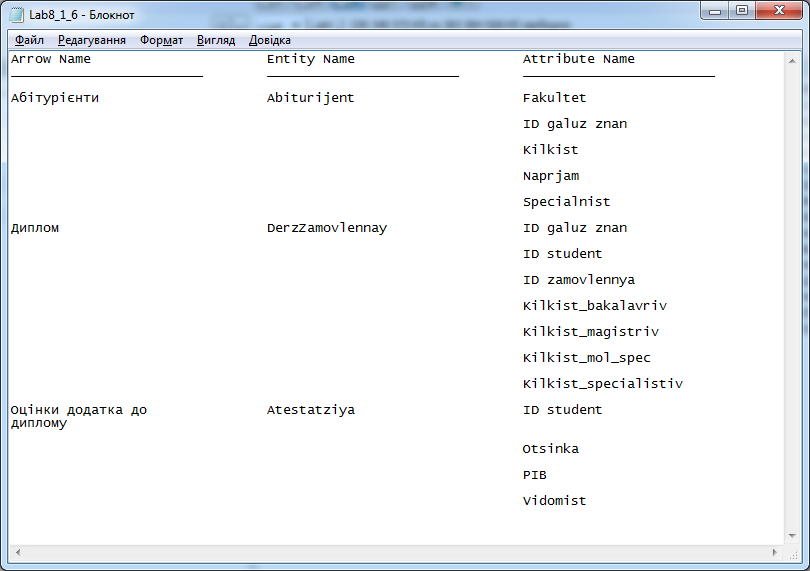 Lab8_1_6 - Блокнот
Файл Редагування Формат Вигляд Довідка
Arrow Name Entity Name Attribute Name
Абітурієнти Abiturijent Fakultet
ID galuz znan
Kilkist
Naprjam
Specialnist
Диплом DerzZamovlennay ID galuz znan
ID student
ID zamovlennya
Kilkist_bakalavriv
Kilkist_magistriv
Kilkist_mol_spec
Kilkist_specialistiv
Оцінки додатка до Atestatziya ID student
диплому
Otsinka
PIB
Vidomist